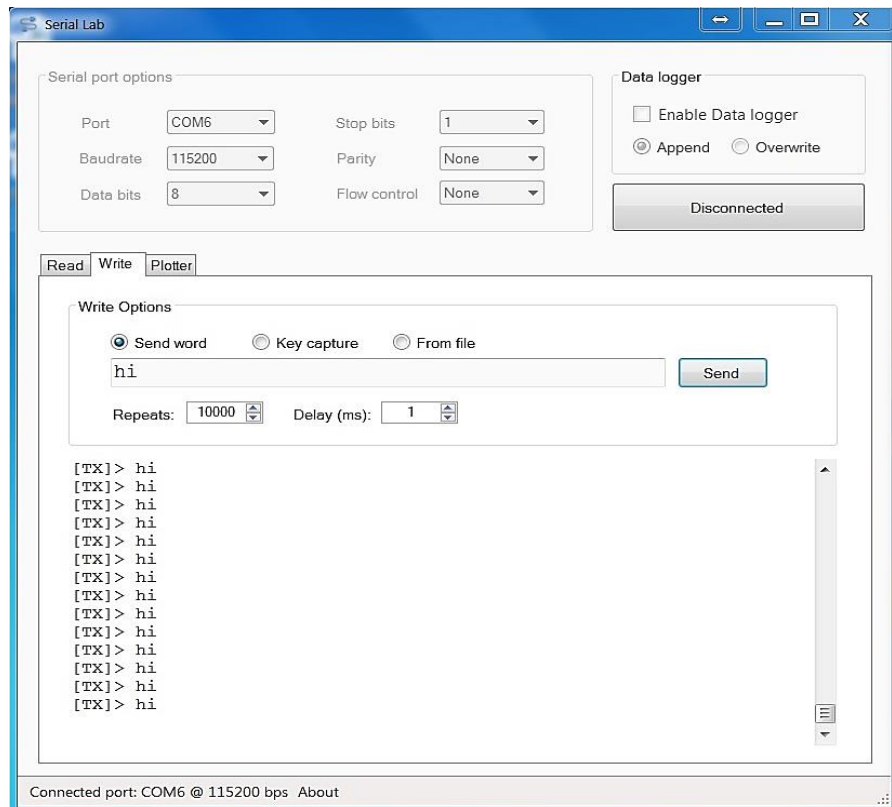 Serial Lab
Serial port options
Port COM6 Stop bits 1
Baudrate 115200 Parity None
Data bits 8 Flow control None
Data logger
Enable Data logger
Append Overwrite
Disconnected
Read Write Plotter
Write Options
Send word Key capture From file
hi Send
Repeats: 10000 Delay (ms): 1
[TX]> hi
[TX]> hi
[TX]> hi
[TX]> hi
[TX]> hi
[TX]> hi
[TX]> hi
[TX]> hi
[TX]> hi
[TX]> hi
[TX]> hi
[TX]> hi
[TX]> hi
[TX]> hi
Connected port: COM6 @ 115200 bps About